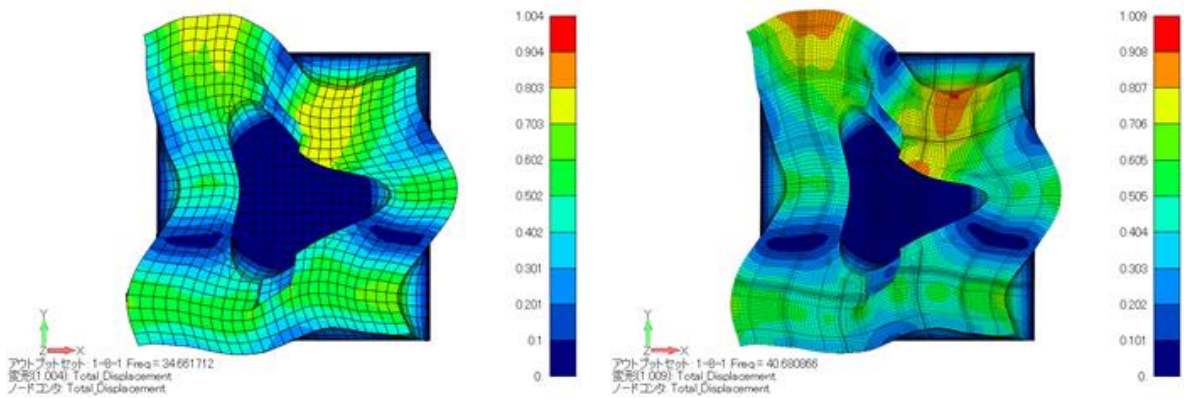 1.004
0.904
0.803
0.703
0.602
0.502
0.402
0.301
0.201
0.1
0.
Y
Z X
アウトプットセット: 1-8-1 Freq = 34.661712
変形(1.004): Total_Displacement
ノードコンタ: Total_Displacement
1.009
0.908
0.807
0.706
0.605
0.505
0.404
0.303
0.202
0.101
0.
Y
Z X
アウトプットセット: 1-8-1 Freq = 40.680866
変形(1.009): Total_Displacement
ノードコンタ: Total_Displacement